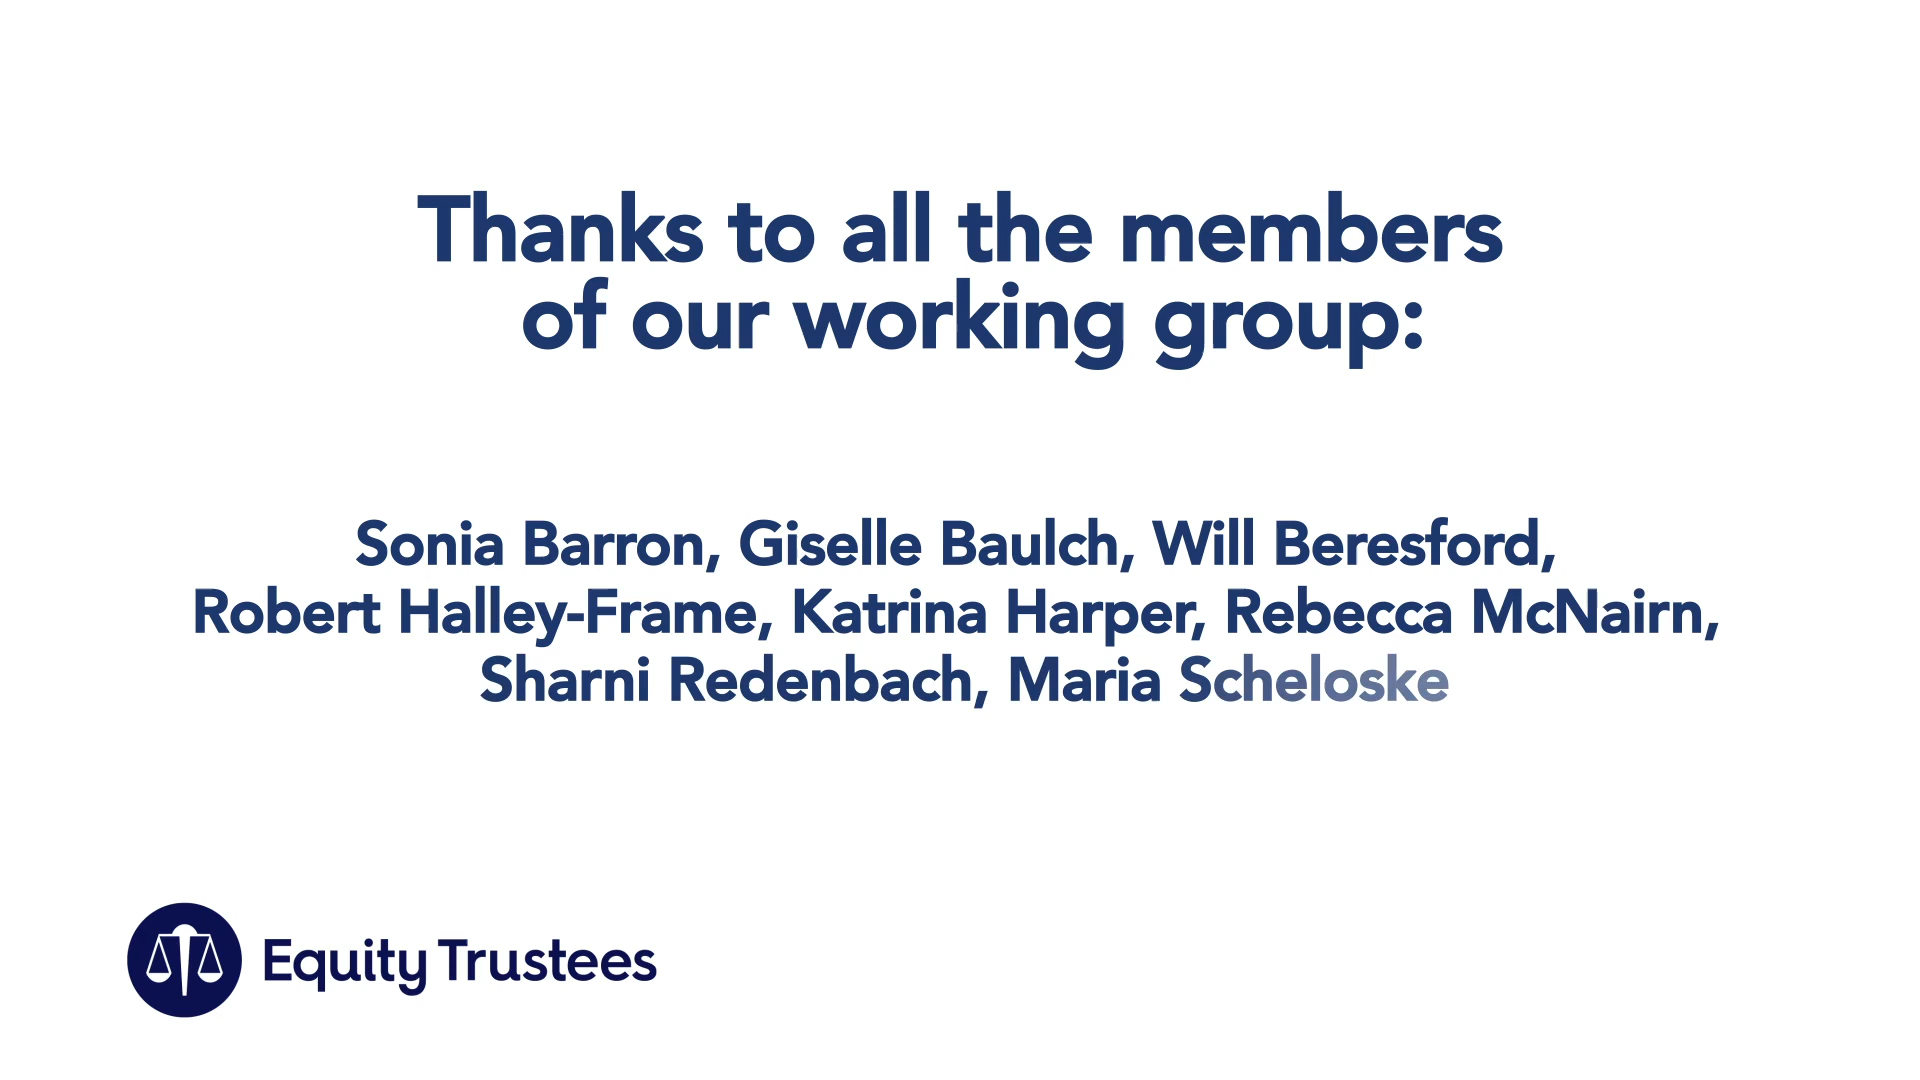 Thanks to all the members
of our working group:
Sonia Barron, Giselle Baulch, Will Beresford,
Robert Halley-Frame, Katrina Harper, Rebecca McNairn,
Sharni Redenbach, Maria Scheloske
Equity Trustees